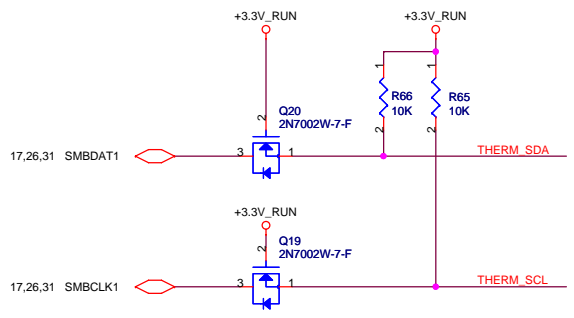 +3.3V_RUN
+3.3V_RUN
2
Q20
2N7002W-7-F
1
R66
10K
2
1
R65
10K
2
17,26,31 SMBDAT1
3
1
THERM_SDA
+3.3V_RUN
2
Q19
2N7002W-7-F
17,26,31 SMBCLK1
3
1
THERM_SCL